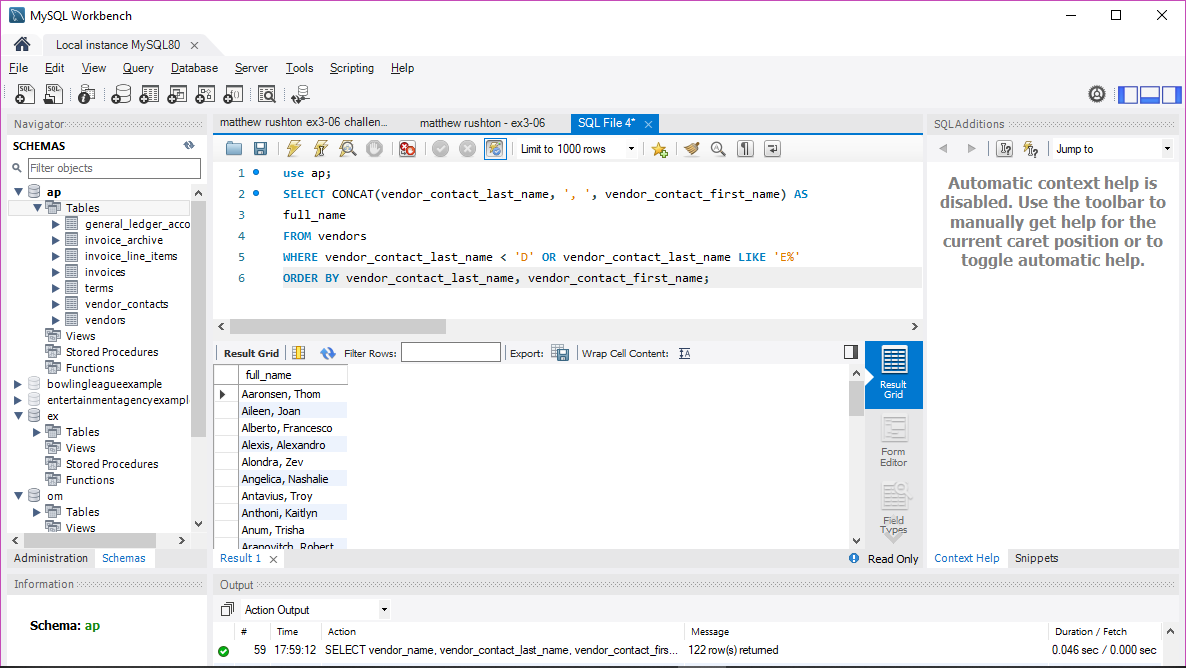 MySQL Workbench
Local instance MySQL80
File Edit View Query Database Server Tools Scripting Help
Navigator
SCHEMAS
Filter objects
ap
Tables
general_ledger_acco
invoice_archive
invoice_line_items
invoices
terms
vendor_contacts
vendors
Views
Stored Procedures
Functions
bowlingleagueexample
entertainmentagencyexampl
ex
Tables
Views
Stored Procedures
Functions
om
Tables
Views
Administration Schemas
Information
Schema: ap
matthew rushton ex3-06 challen... matthew rushton - ex3-06 SQL File 4*
Limit to 1000 rows
1 use ap;
2 SELECT CONCAT(vendor_contact_last_name, ', ', vendor_contact_first_name) AS
3 full_name
4 FROM vendors
5 WHERE vendor_contact_last_name < 'D' OR vendor_contact_last_name LIKE 'E%'
6 ORDER BY vendor_contact_last_name, vendor_contact_first_name;
Result Grid Filter Rows: Export: Wrap Cell Content: IA
full_name
Aaronsen, Thom
Aileen, Joan
Alberto, Francesco
Alexis, Alexandro
Alondra, Zev
Angelica, Nashalie
Antavius, Troy
Anthoni, Kaitlyn
Anum, Trisha
Aranovitch, Robert
Result
Grid
Form
Editor
Field
Types
Result 1
Read Only
SQLAdditions
Jump to
Automatic context help is
disabled. Use the toolbar to
manually get help for the
current caret position or to
toggle automatic help.
Context Help Snippets
Output
Action Output
# Time Action Message Duration / Fetch
59 17:59:12 SELECT vendor_name, vendor_contact_last_name, vendor_contact_firs... 122 row(s) returned 0.046 sec / 0.000 sec